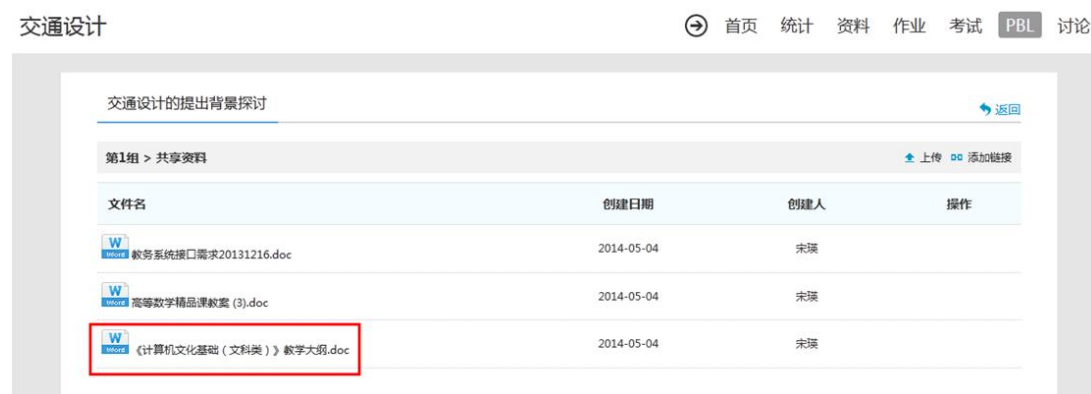 交通设计 首页 统计 资料 作业 考试 PBL 讨论
交通设计的提出背景探讨 返回
第1组 > 共享资料 上传 添加链接
文件名 创建日期 创建人 操作
W Word 教务系统接口需求20131216.doc 2014-05-04 宋瑛
W Word 高等数学精品课教案 (3).doc 2014-05-04 宋瑛
W Word 《计算机文化基础（文科类）》教学大纲.doc 2014-05-04 宋瑛